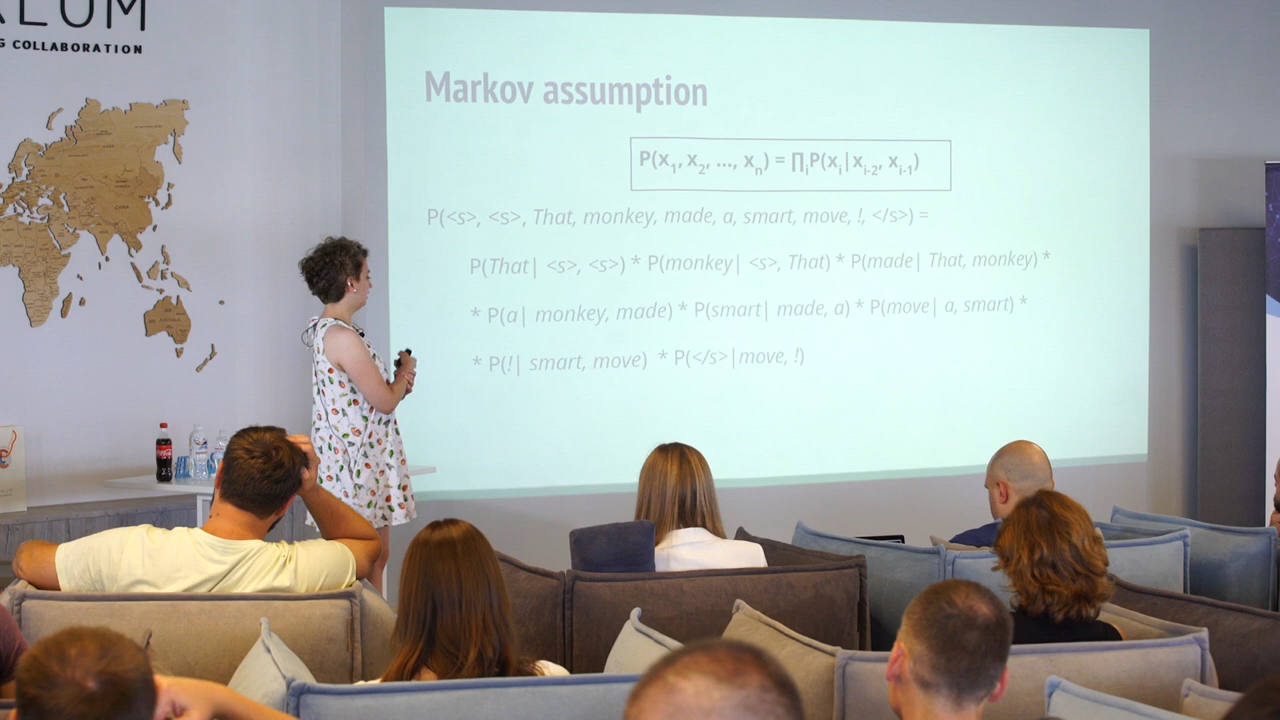 G COLLABORATION
Markov assumption
P(x₁, x₂, ..., xₙ) = ∏ᵢP(xᵢ|xᵢ₋₂, xᵢ₋₁)
P(<s>, <s>, That, monkey, made, a, smart, move, !, </s>) =
P(That| <s>, <s>) * P(monkey| <s>, That) * P(made| That, monkey) *
* P(a| monkey, made) * P(smart| made, a) * P(move| a, smart) *
* P(!| smart, move) * P(</s>|move, !)